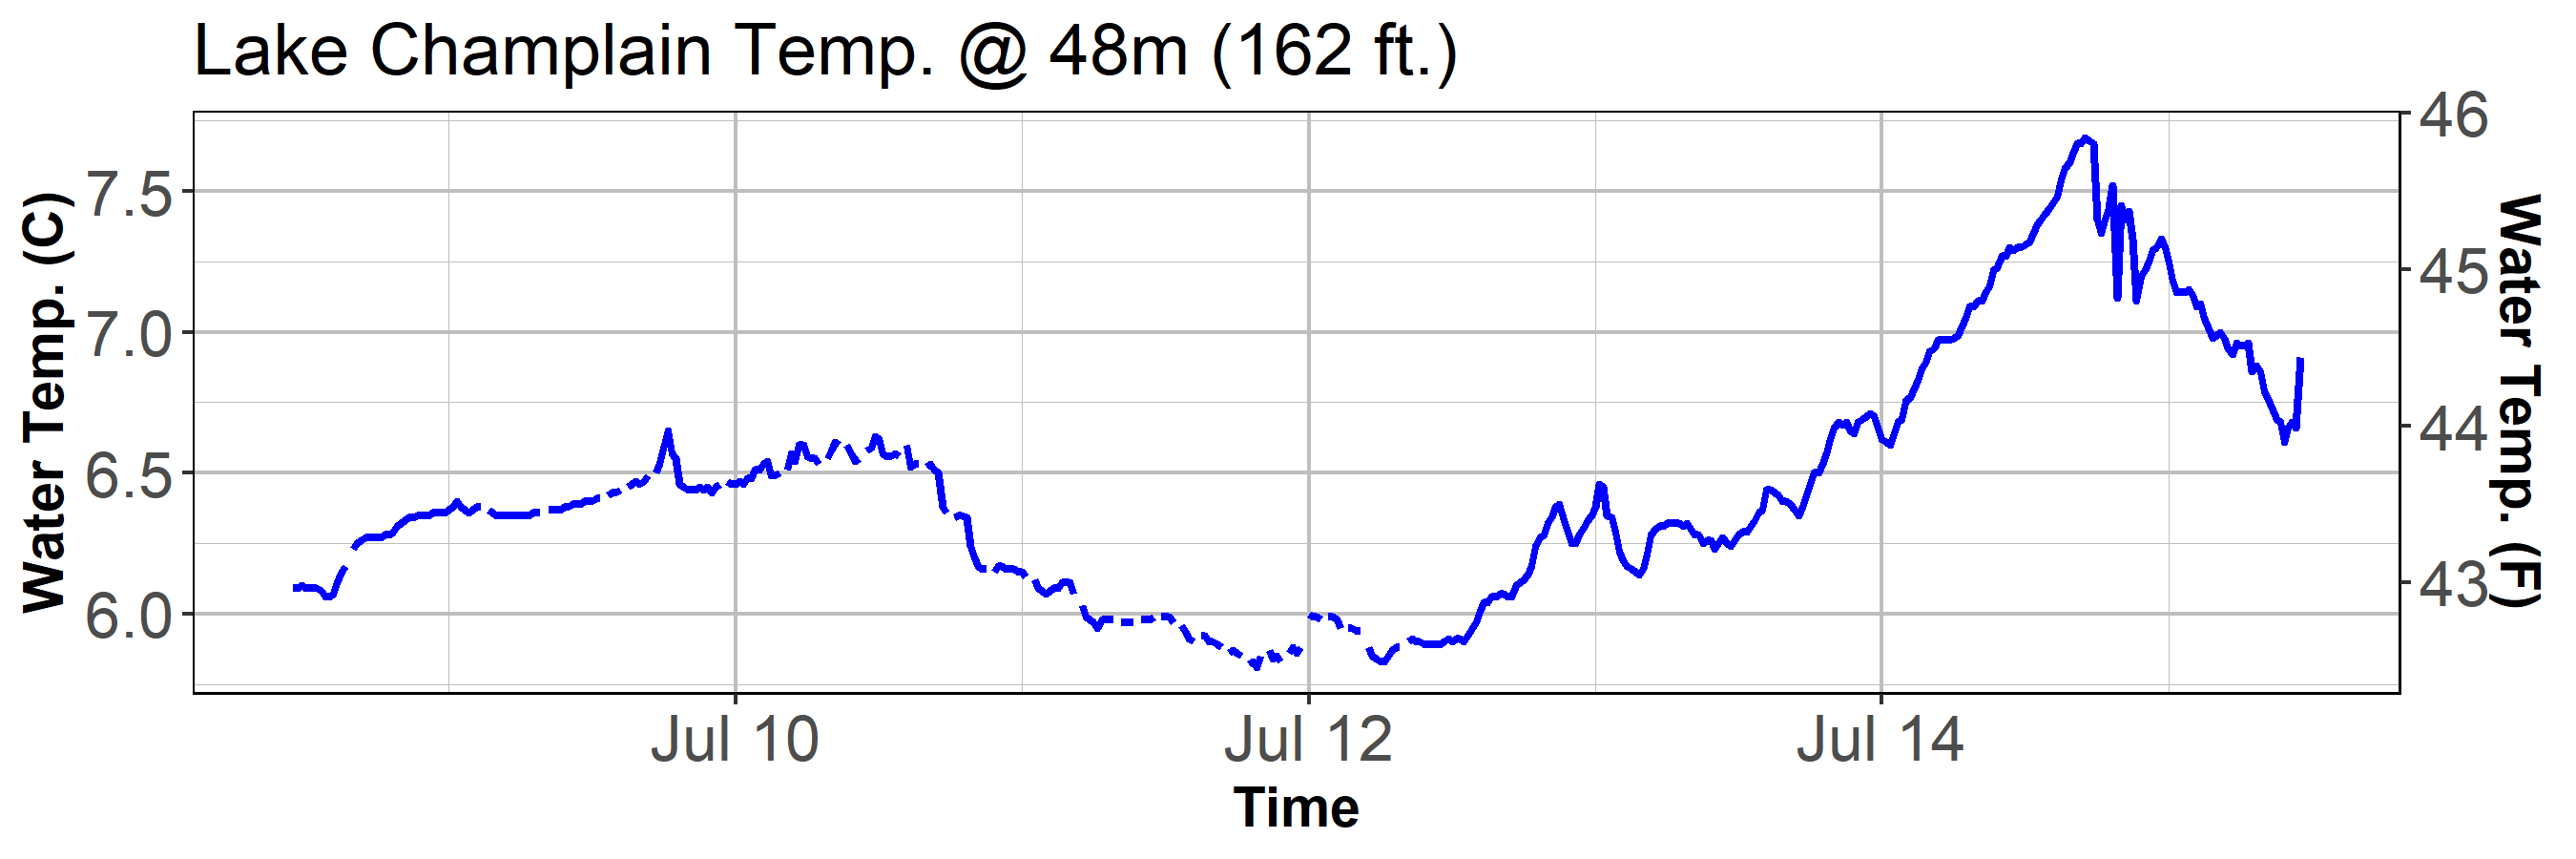 Lake Champlain Temp. @ 48m (162 ft.)
Water Temp. (C)
7.5
7.0
6.5
6.0
46
45
44
43
Water Temp. (F)
Jul 10
Jul 12
Jul 14
Time